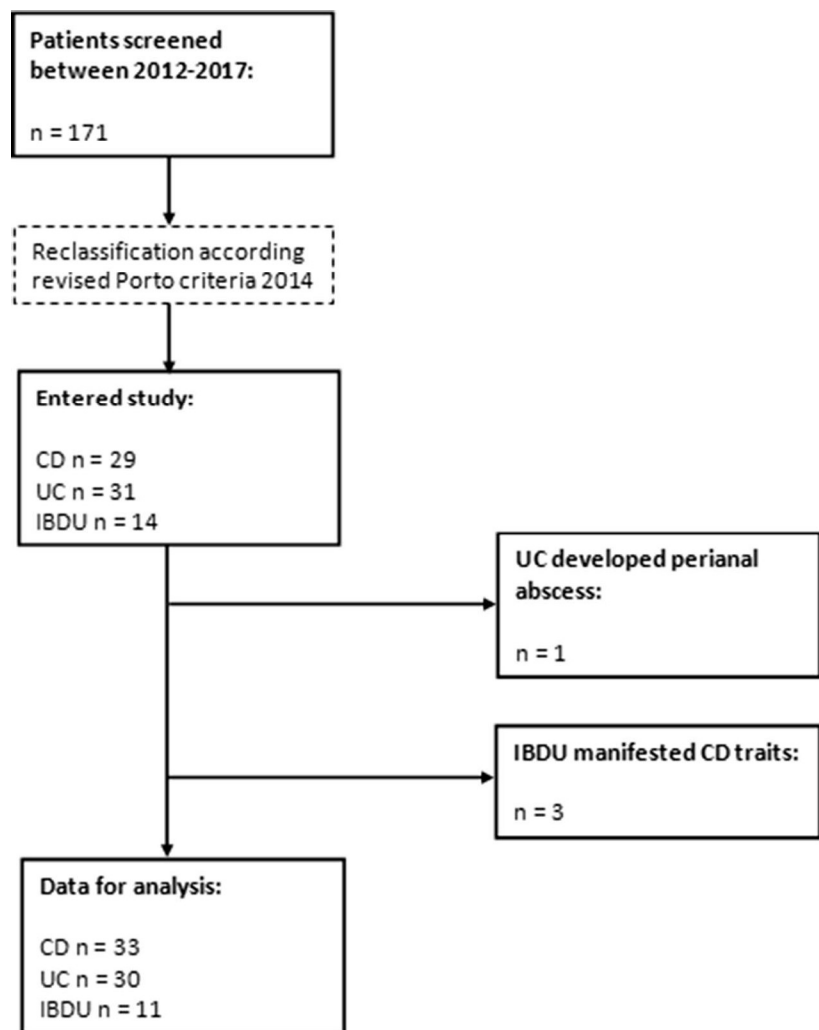 Patients screened
between 2012-2017:
n = 171
Reclassification according
revised Porto criteria 2014
Entered study:
CD n = 29
UC n = 31
IBDU n = 14
UC developed perianal
abscess:
n = 1
IBDU manifested CD traits:
n = 3
Data for analysis:
CD n = 33
UC n = 30
IBDU n = 11